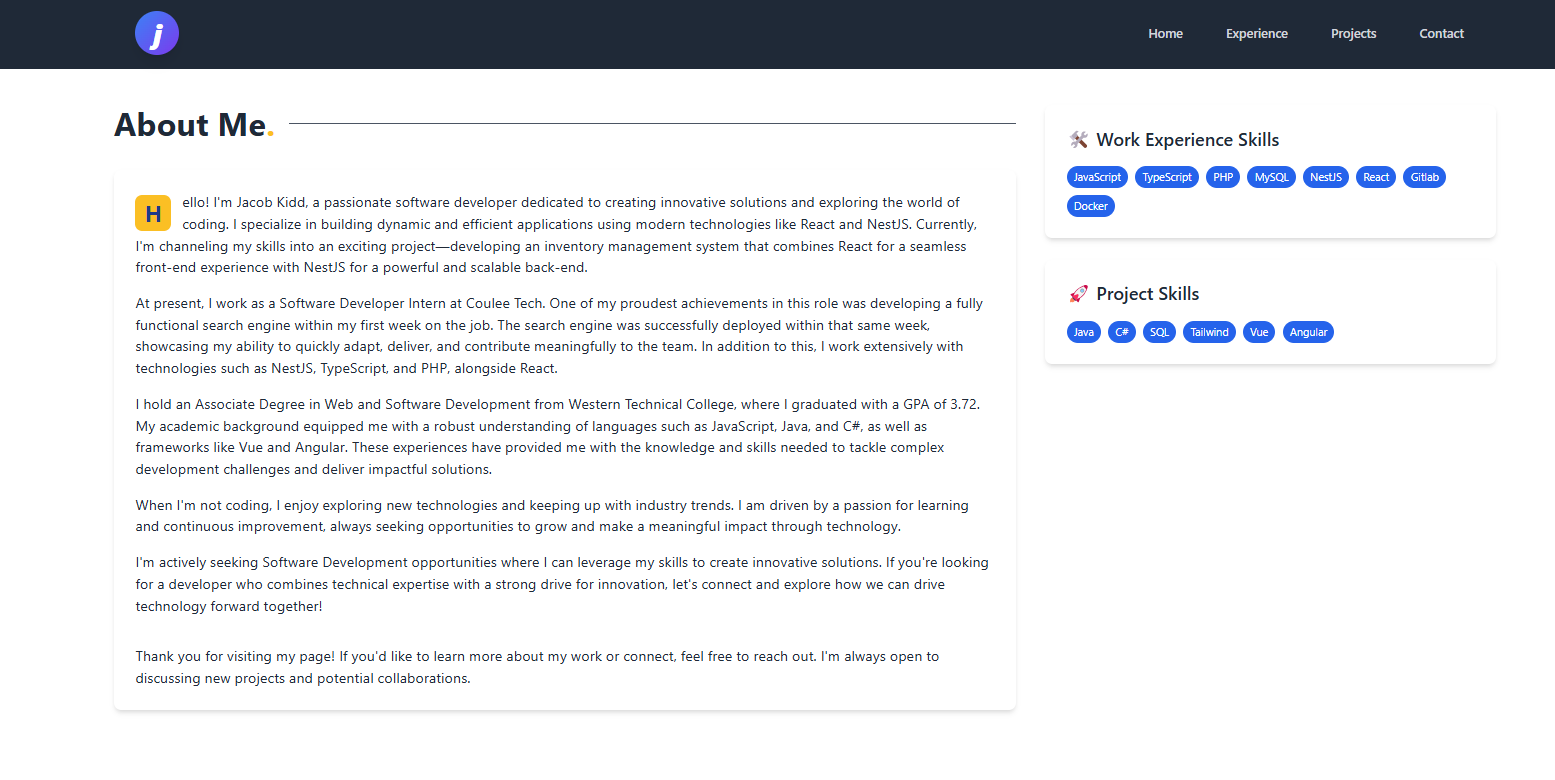 j
Home Experience Projects Contact
About Me.
Hello! I'm Jacob Kidd, a passionate software developer dedicated to creating innovative solutions and exploring the world of
coding. I specialize in building dynamic and efficient applications using modern technologies like React and NestJS. Currently,
I'm channeling my skills into an exciting project—developing an inventory management system that combines React for a seamless
front-end experience with NestJS for a powerful and scalable back-end.
At present, I work as a Software Developer Intern at Coulee Tech. One of my proudest achievements in this role was developing a fully
functional search engine within my first week on the job. The search engine was successfully deployed within that same week,
showcasing my ability to quickly adapt, deliver, and contribute meaningfully to the team. In addition to this, I work extensively with
technologies such as NestJS, TypeScript, and PHP, alongside React.
I hold an Associate Degree in Web and Software Development from Western Technical College, where I graduated with a GPA of 3.72.
My academic background equipped me with a robust understanding of languages such as JavaScript, Java, and C#, as well as
frameworks like Vue and Angular. These experiences have provided me with the knowledge and skills needed to tackle complex
development challenges and deliver impactful solutions.
When I'm not coding, I enjoy exploring new technologies and keeping up with industry trends. I am driven by a passion for learning
and continuous improvement, always seeking opportunities to grow and make a meaningful impact through technology.
I'm actively seeking Software Development opportunities where I can leverage my skills to create innovative solutions. If you're looking
for a developer who combines technical expertise with a strong drive for innovation, let's connect and explore how we can drive
technology forward together!
Thank you for visiting my page! If you'd like to learn more about my work or connect, feel free to reach out. I'm always open to
discussing new projects and potential collaborations.
Work Experience Skills
JavaScript TypeScript PHP MySQL NestJS React Gitlab
Docker
Project Skills
Java C# SQL Tailwind Vue Angular